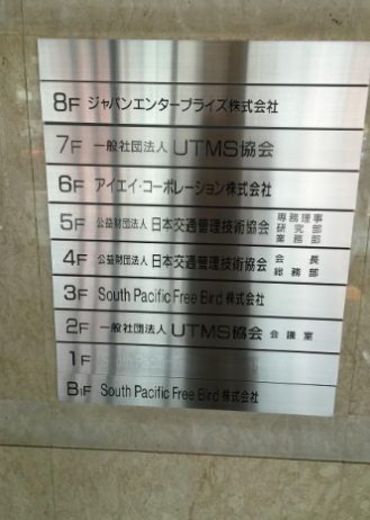 8F ジャパンエンタープライズ株式会社
7F 一般社団法人 UTMS協会
6F アイエイ・コーポレーション株式会社
5F 公益財団法人 日本交通管理技術協会 専務理事
研究部
業務部
4F 公益財団法人 日本交通管理技術協会 会長
総務部
3F South Pacific Free Bird 株式会社
2F 一般社団法人 UTMS協会 会議室
1F
B1F South Pacific Free Bird 株式会社